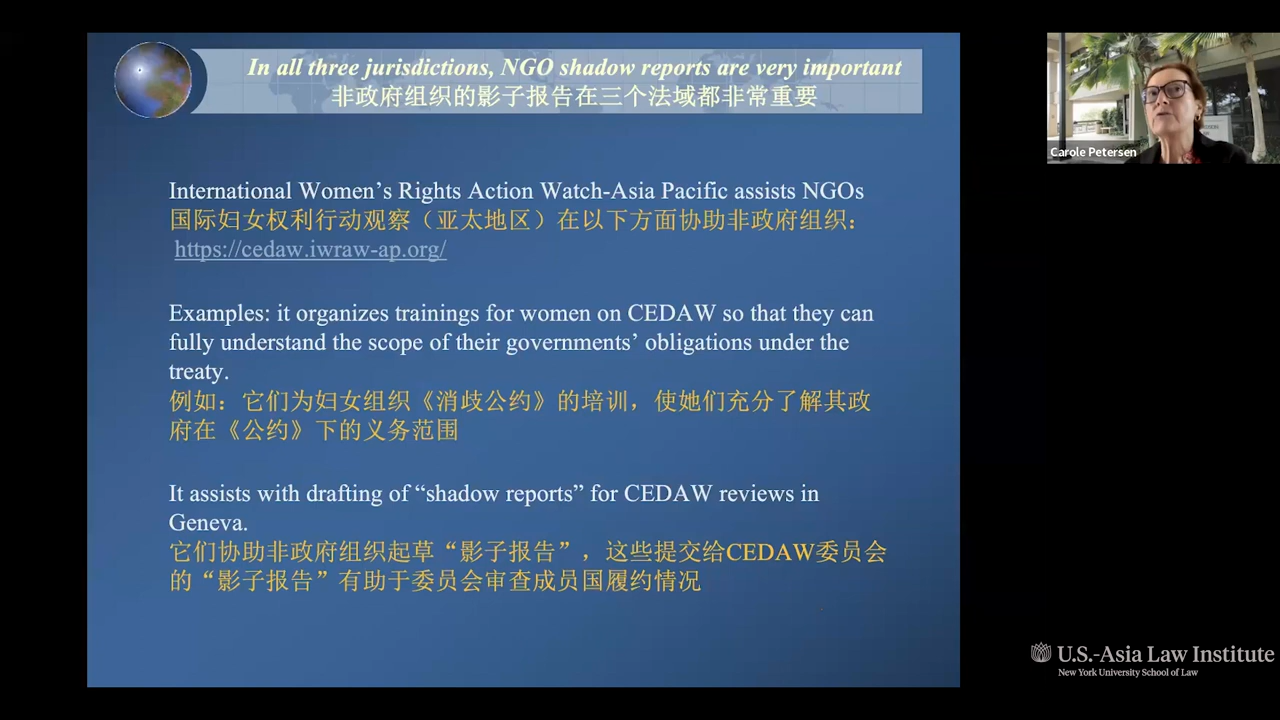 In all three jurisdictions, NGO shadow reports are very important
非政府组织的影子报告在三个法域都非常重要
International Women’s Rights Action Watch-Asia Pacific assists NGOs
国际妇女权利行动观察（亚太地区）在以下方面协助非政府组织：
https://cedaw.iwraw-ap.org/
Examples: it organizes trainings for women on CEDAW so that they can
fully understand the scope of their governments’ obligations under the
treaty.
例如：它们为妇女组织《消歧公约》的培训，使她们充分了解其政
府在《公约》下的义务范围
It assists with drafting of “shadow reports” for CEDAW reviews in
Geneva.
它们协助非政府组织起草“影子报告”，这些提交给CEDAW委员会
的“影子报告”有助于委员会审查成员国履约情况
Carole Petersen
U.S.-Asia Law Institute
New York University School of Law